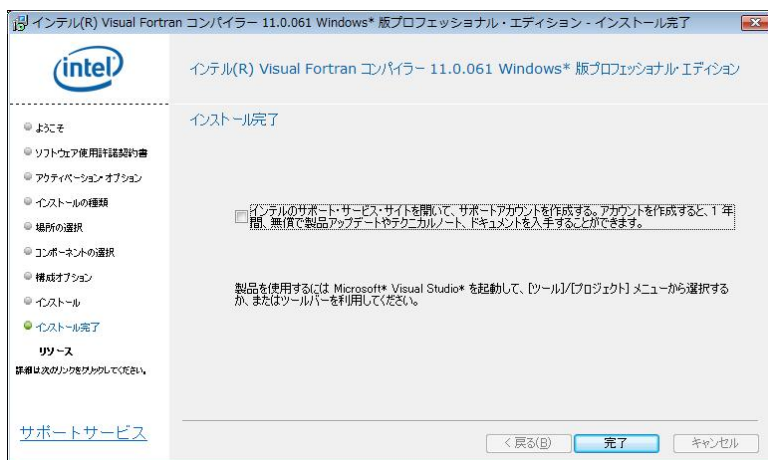 インテル(R) Visual Fortran コンパイラー 11.0.061 Windows* 版プロフェッショナル・エディション - インストール完了
intel
インテル(R) Visual Fortran コンパイラー 11.0.061 Windows* 版プロフェッショナル・エディション
ようこそ
ソフトウェア使用許諾契約書
アクティベーション・オプション
インストールの種類
場所の選択
コンポーネントの選択
構成オプション
インストール
インストール完了
リソース
詳細は次のリンクをクリックしてください。
サポートサービス
インストール完了
インテルのサポート・サービス・サイトを開いて、サポートアカウントを作成する。アカウントを作成すると、1 年
間、無償で製品アップデートやテクニカルノート、ドキュメントを入手することができます。
製品を使用するには Microsoft* Visual Studio* を起動して、[ツール]/[プロジェクト] メニューから選択する
か、またはツールバーを利用してください。
< 戻る(B)
完了
キャンセル